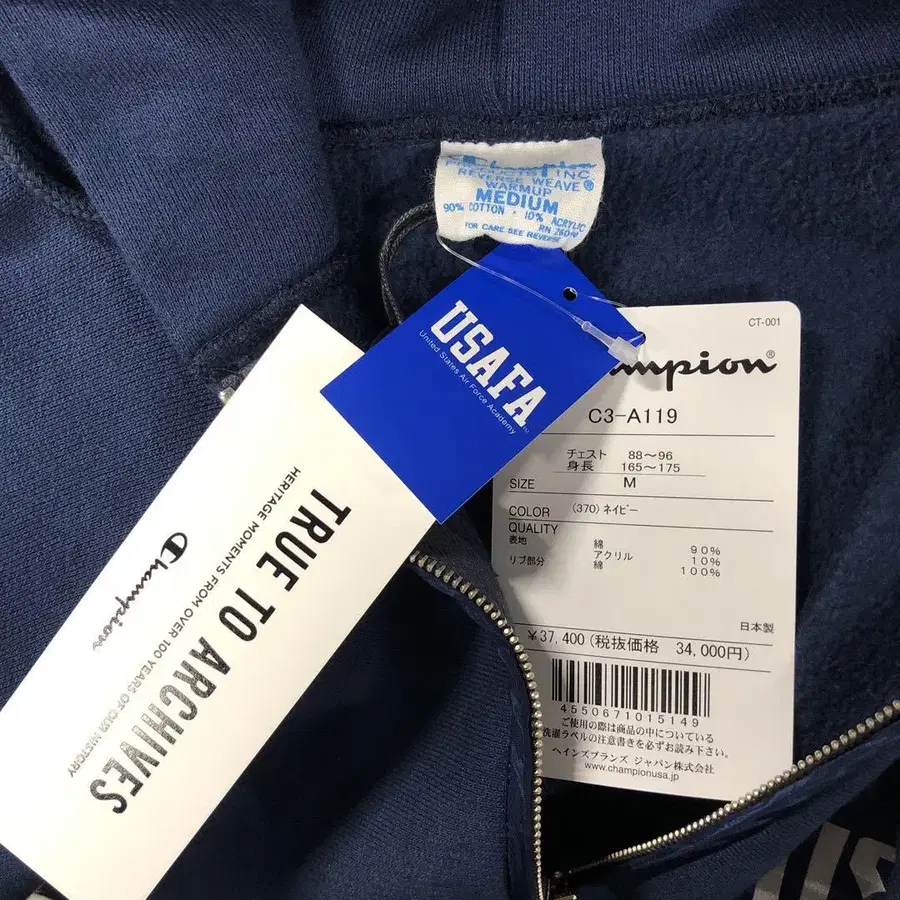 Champion
PRODUCTS INC.
REVERSE WEAVE®
WARMUP
MEDIUM
90% COTTON · 10% ACRYLIC
FOR CARE SEE REVERSE
USAFA
United States Air Force Academy
TRUE TO ARCHIVES
HERITAGE MOMENTS FROM OVER 100 YEARS OF OUR HISTORY
Champion
CT-001
ampion®
C3-A119
チェスト 88～96
身長 165～175
SIZE M
COLOR (370) ネイビー
QUALITY
表地 綿 90%
アクリル 10%
リブ部分 綿 100%
日本製
¥37,400 (税抜価格 34,000円)
4550671015149
ご使用の際は商品の中についている
洗濯ラベルの注意書きを必ずお読み下さい。
ヘインズブランズ ジャパン株式会社
www.championusa.jp